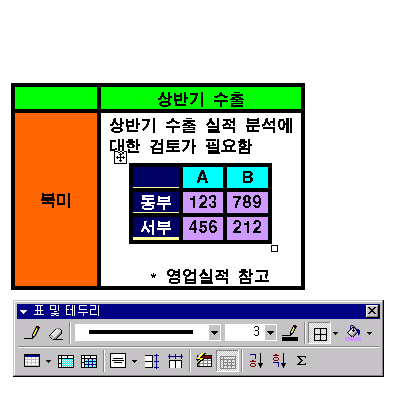 상반기 수출
북미
상반기 수출 실적 분석에
대한 검토가 필요함
A B
동부 123 789
서부 456 212
* 영업실적 참고
표 및 테두리
3